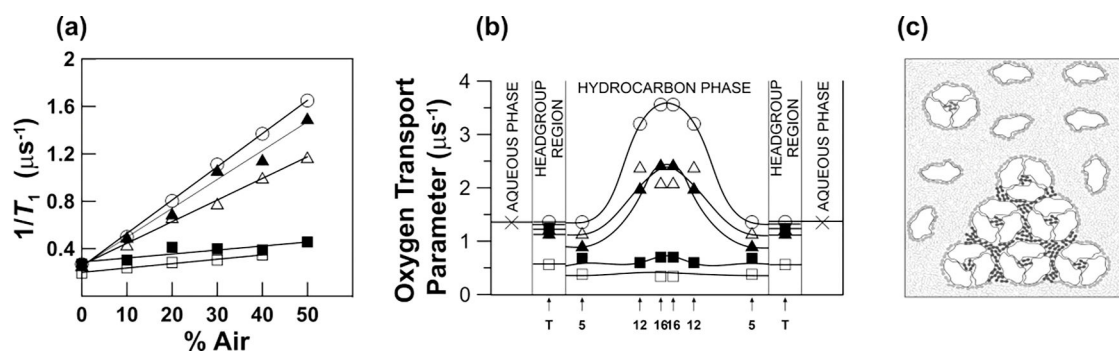 (a)
2
1.6
1.2
0.8
0.4
1/T1 (μs-1)
0 10 20 30 40 50
% Air
(b)
AQUEOUS PHASE
HEADGROUP
REGION
HYDROCARBON PHASE
HEADGROUP
REGION
AQUEOUS PHASE
4
3
2
1
0
Oxygen Transport
Parameter (μs-1)
T 5 12 16 16 12 5 T
(c)